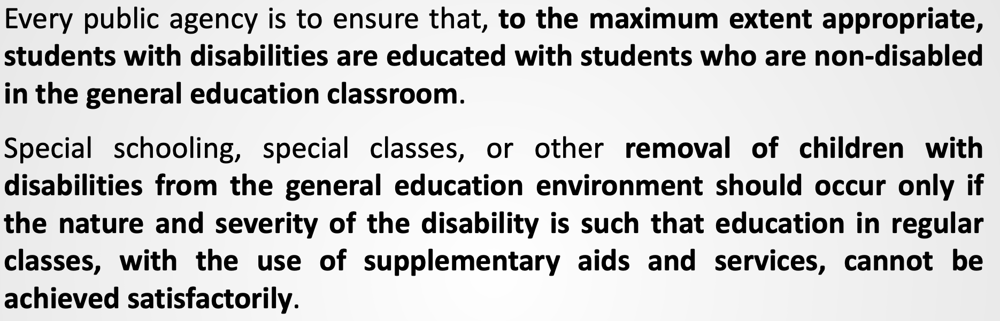 Every public agency is to ensure that, to the maximum extent appropriate,
students with disabilities are educated with students who are non-disabled
in the general education classroom.
Special schooling, special classes, or other removal of children with
disabilities from the general education environment should occur only if
the nature and severity of the disability is such that education in regular
classes, with the use of supplementary aids and services, cannot be
achieved satisfactorily.